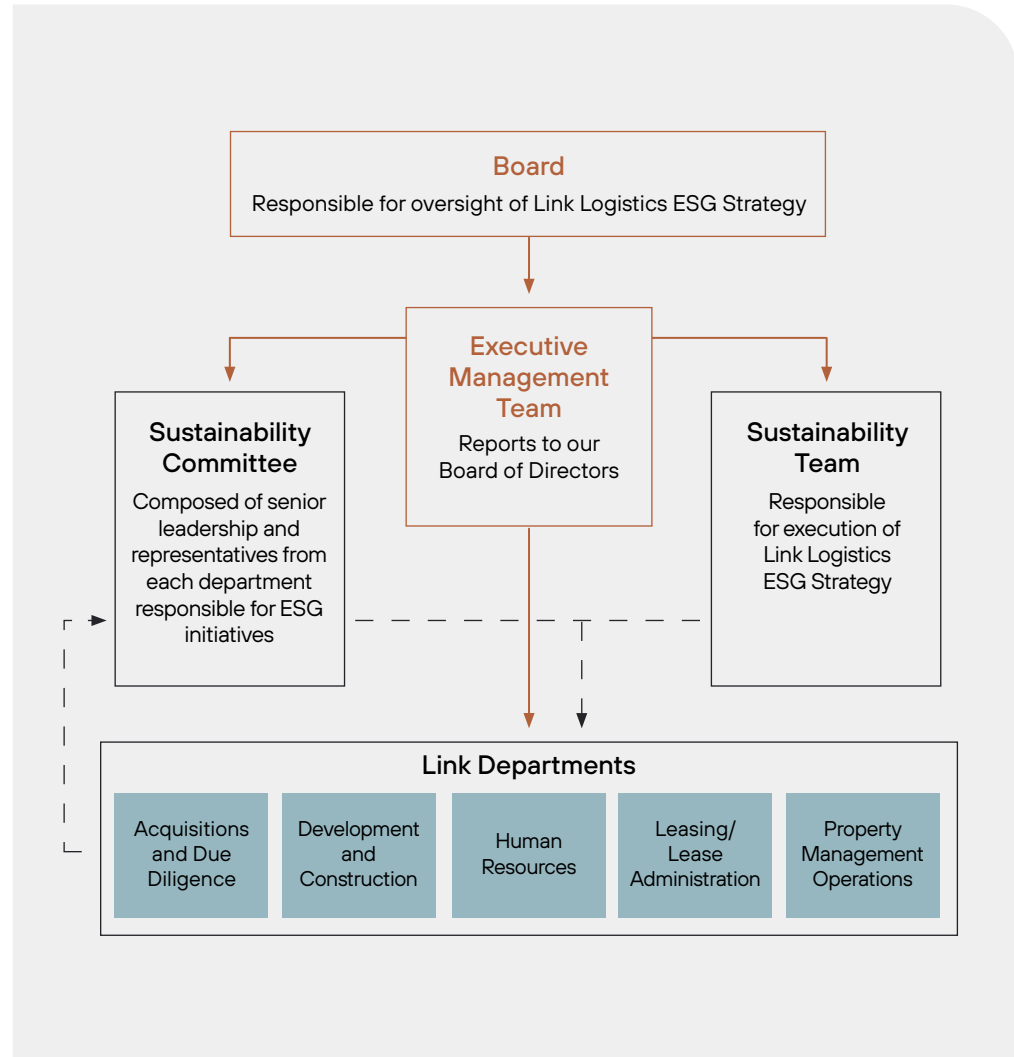 Board
Responsible for oversight of Link Logistics ESG Strategy
Executive
Management
Team
Reports to our
Board of Directors
Sustainability
Committee
Composed of senior
leadership and
representatives from
each department
responsible for ESG
initiatives
Sustainability
Team
Responsible
for execution of
Link Logistics
ESG Strategy
Link Departments
Acquisitions
and Due
Diligence
Development
and
Construction
Human
Resources
Leasing/
Lease
Administration
Property
Management
Operations